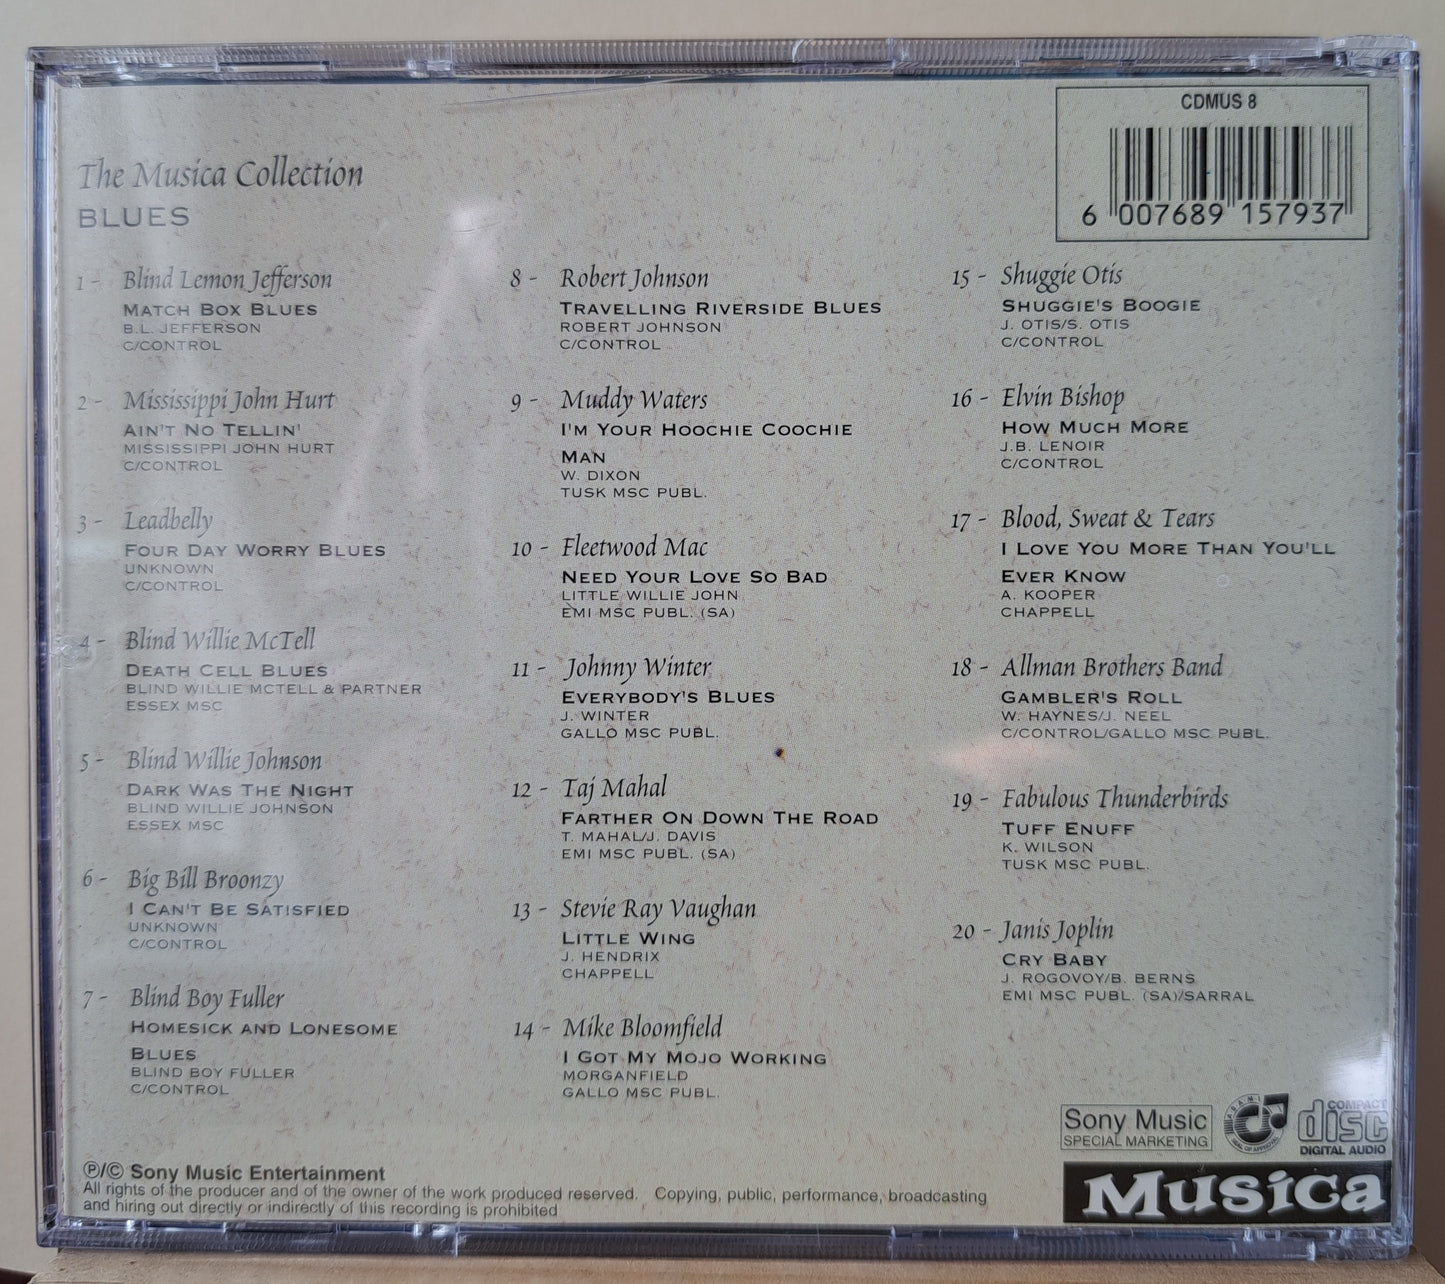 CDMUS 8
6 007689 157937
The Musica Collection
BLUES
1 - Blind Lemon Jefferson
MATCH BOX BLUES
B.L. JEFFERSON
C/CONTROL
2 - Mississippi John Hurt
AIN'T NO TELLIN'
MISSISSIPPI JOHN HURT
C/CONTROL
3 - Leadbelly
FOUR DAY WORRY BLUES
UNKNOWN
C/CONTROL
4 - Blind Willie McTell
DEATH CELL BLUES
BLIND WILLIE MCTELL & PARTNER
ESSEX MSC
5 - Blind Willie Johnson
DARK WAS THE NIGHT
BLIND WILLIE JOHNSON
ESSEX MSC
6 - Big Bill Broonzy
I CAN'T BE SATISFIED
UNKNOWN
C/CONTROL
7 - Blind Boy Fuller
HOMESICK AND LONESOME
BLUES
BLIND BOY FULLER
C/CONTROL
8 - Robert Johnson
TRAVELLING RIVERSIDE BLUES
ROBERT JOHNSON
C/CONTROL
9 - Muddy Waters
I'M YOUR HOOCHIE COOCHIE
MAN
W. DIXON
TUSK MSC PUBL.
10 - Fleetwood Mac
NEED YOUR LOVE SO BAD
LITTLE WILLIE JOHN
EMI MSC PUBL. (SA)
11 - Johnny Winter
EVERYBODY'S BLUES
J. WINTER
GALLO MSC PUBL.
12 - Taj Mahal
FARTHER ON DOWN THE ROAD
T. MAHAL/J. DAVIS
EMI MSC PUBL. (SA)
13 - Stevie Ray Vaughan
LITTLE WING
J. HENDRIX
CHAPPELL
14 - Mike Bloomfield
I GOT MY MOJO WORKING
MORGANFIELD
GALLO MSC PUBL.
15 - Shuggie Otis
SHUGGIE'S BOOGIE
J. OTIS/S. OTIS
C/CONTROL
16 - Elvin Bishop
HOW MUCH MORE
J.B. LENOIR
C/CONTROL
17 - Blood, Sweat & Tears
I LOVE YOU MORE THAN YOU'LL
EVER KNOW
A. KOOPER
CHAPPELL
18 - Allman Brothers Band
GAMBLER'S ROLL
W. HAYNES/J. NEEL
C/CONTROL/GALLO MSC PUBL.
19 - Fabulous Thunderbirds
TUFF ENUFF
K. WILSON
TUSK MSC PUBL.
20 - Janis Joplin
CRY BABY
J. ROGOVOY/B. BERNS
EMI MSC PUBL. (SA)/SARRAL
℗/© Sony Music Entertainment
All rights of the producer and of the owner of the work produced reserved. Copying, public, performance, broadcasting
and hiring out directly or indirectly of this recording is prohibited
Sony Music
SPECIAL MARKETING
COMPACT
disc
DIGITAL AUDIO
Musica